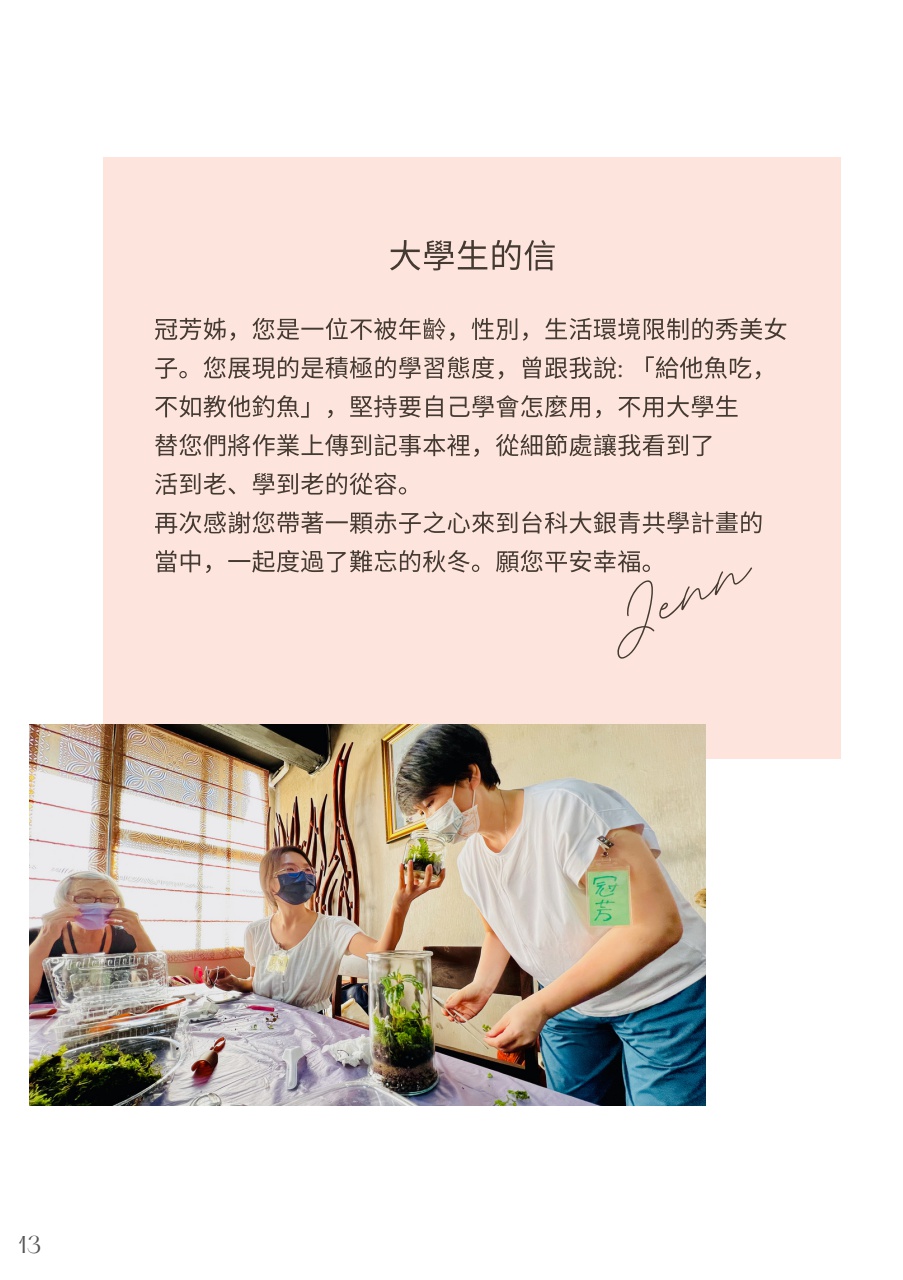 大學生的信
冠芳姊，您是一位不被年齡，性別，生活環境限制的秀美女
子。您展現的是積極的學習態度，曾跟我說: 「給他魚吃，
不如教他釣魚」，堅持要自己學會怎麼用，不用大學生
替您們將作業上傳到記事本裡，從細節處讓我看到了
活到老、學到老的從容。
再次感謝您帶著一顆赤子之心來到台科大銀青共學計畫的
當中，一起度過了難忘的秋冬。願您平安幸福。
Jenn
冠芳
13